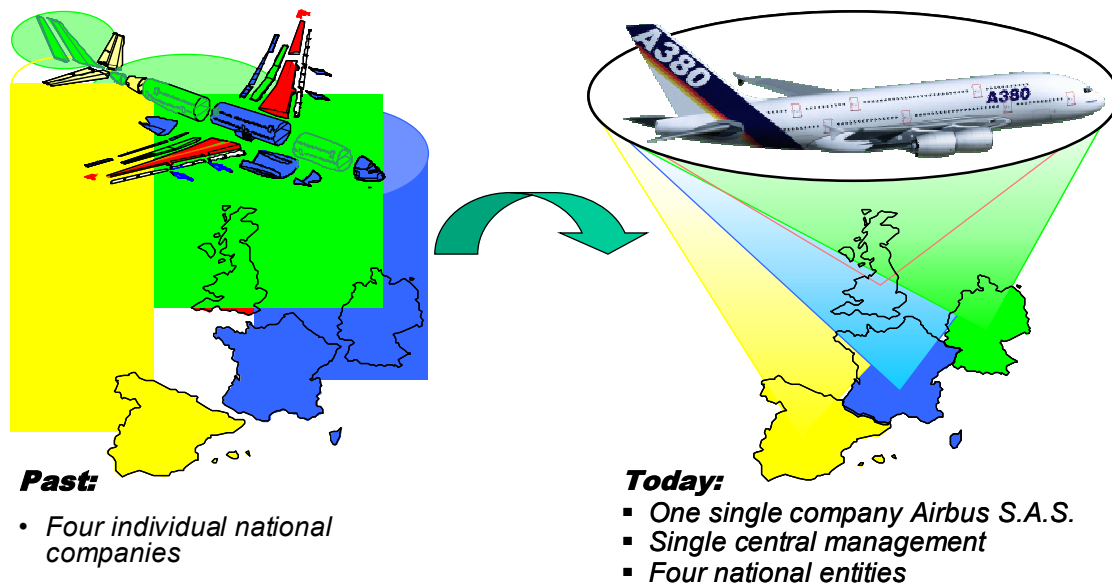 A380
A380
Past:
• Four individual national
companies
Today:
▪ One single company Airbus S.A.S.
▪ Single central management
▪ Four national entities